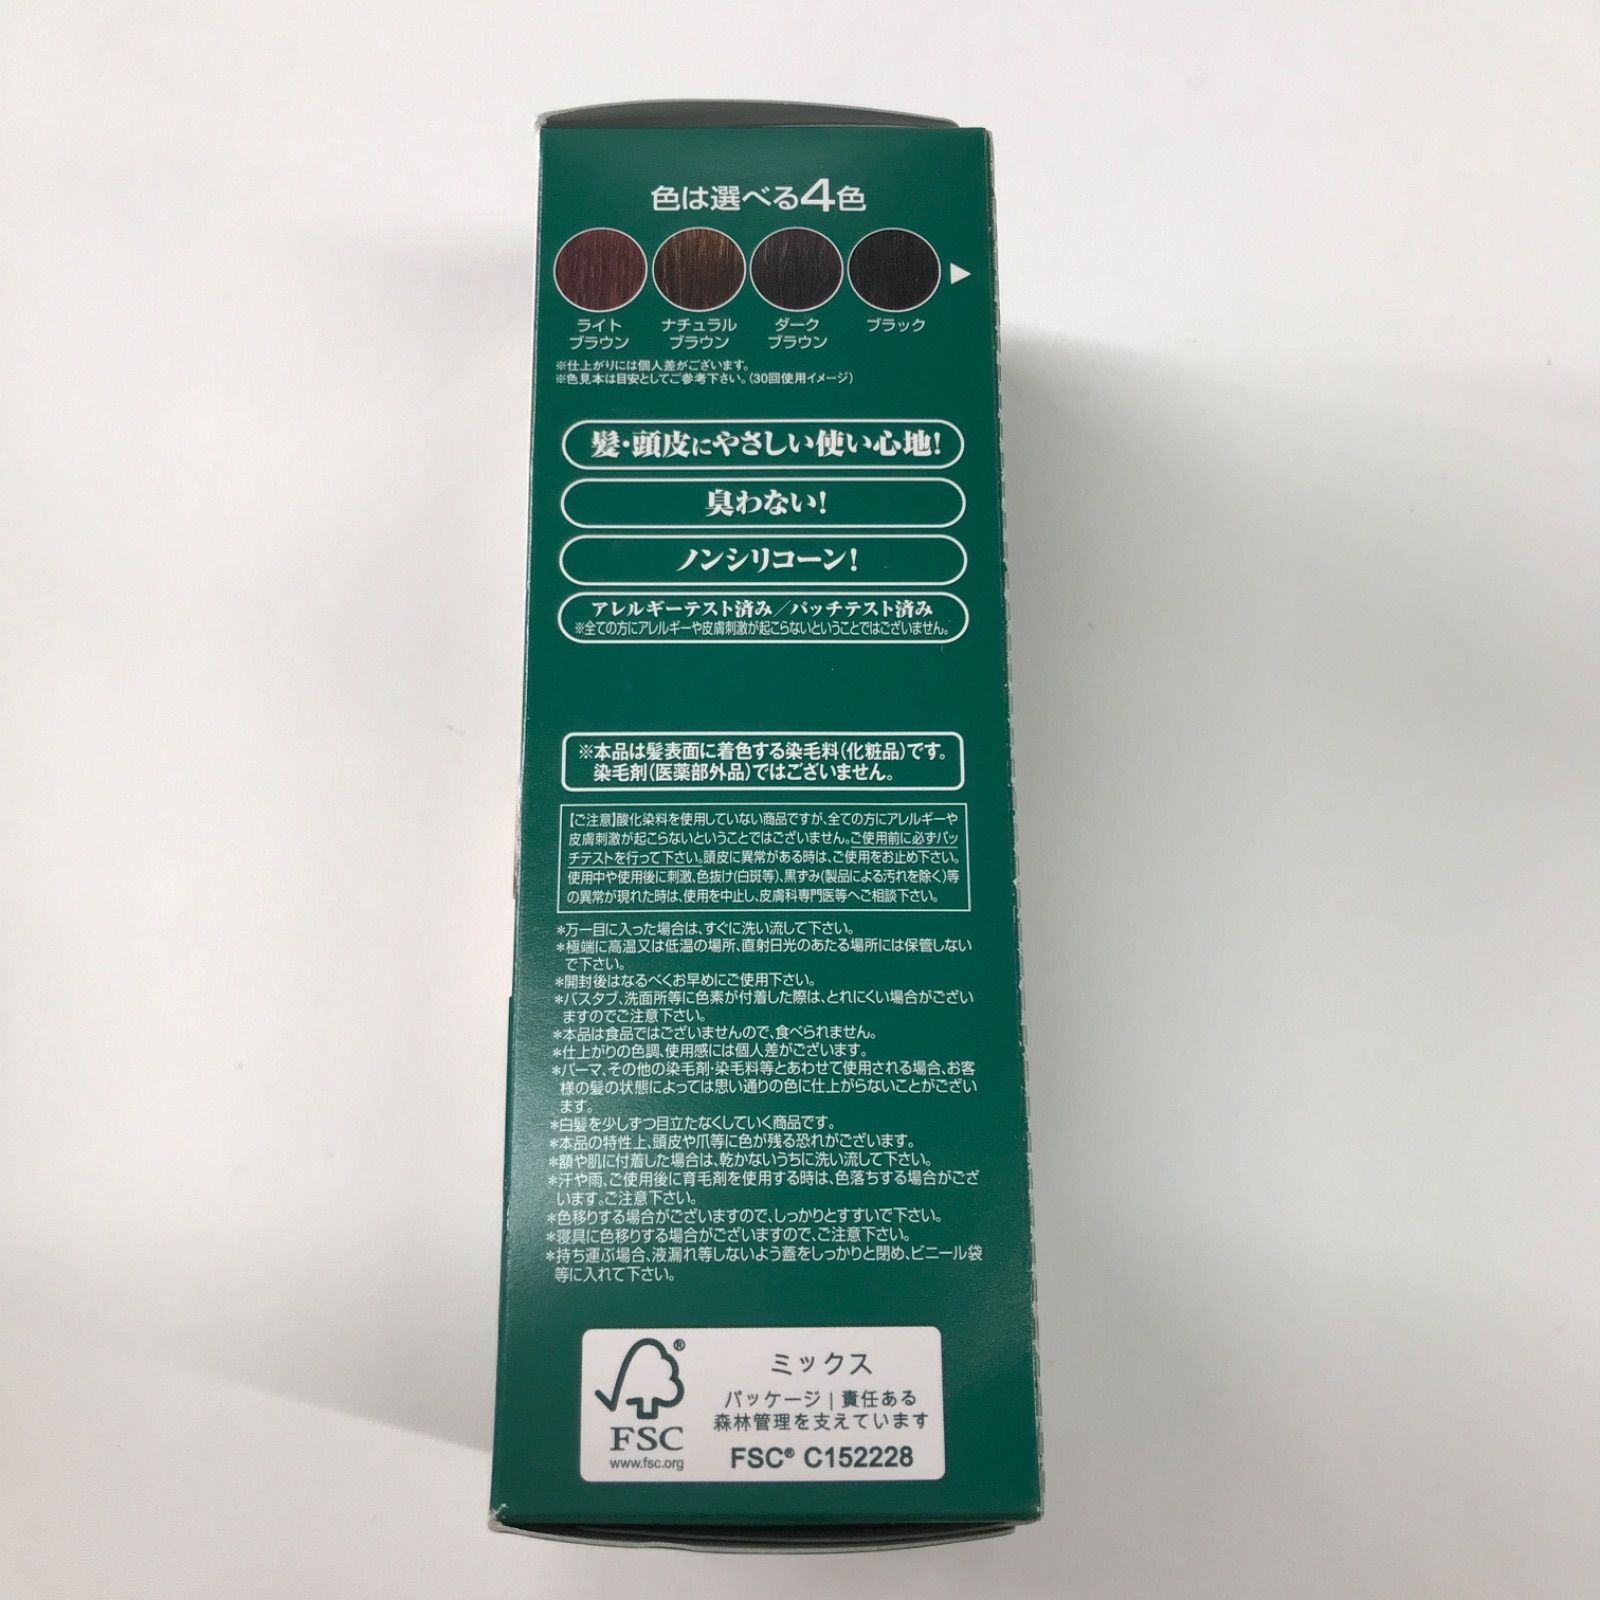 色は選べる4色
ライト
ブラウン
ナチュラル
ブラウン
ダーク
ブラウン
ブラック
※仕上がりには個人差がございます。
※色見本は目安としてご参考下さい。(30回使用イメージ)
髪・頭皮にやさしい使い心地!
臭わない!
ノンシリコーン!
アレルギーテスト済み/パッチテスト済み
※全ての方にアレルギーや皮膚刺激が起こらないということではございません。
※本品は髪表面に着色する染毛料(化粧品)です。
染毛剤(医薬部外品)ではございません。
【ご注意】酸化染料を使用していない商品ですが、全ての方にアレルギーや
皮膚刺激が起こらないということではございません。ご使用前に必ずパッ
チテストを行って下さい。頭皮に異常がある時は、ご使用をお止め下さい。
使用中や使用後に刺激、色抜け(白斑等)、黒ずみ(製品による汚れを除く)等
の異常が現れた時は、使用を中止し、皮膚科専門医等へご相談下さい。
*万一目に入った場合は、すぐに洗い流して下さい。
*極端に高温又は低温の場所、直射日光のあたる場所には保管しない
で下さい。
*開封後はなるべくお早めにご使用下さい。
*バスタブ、洗面所等に色素が付着した際は、とれにくい場合がござい
ますのでご注意下さい。
*本品は食品ではございませんので、食べられません。
*仕上がりの色調、使用感には個人差がございます。
*パーマ、その他の染毛剤・染毛料等とあわせて使用される場合、お客
様の髪の状態によっては思い通りの色に仕上がらないことがござい
ます。
*白髪を少しずつ目立たなくしていく商品です。
*本品の特性上、頭皮や爪等に色が残る恐れがございます。
*額や肌に付着した場合は、乾かないうちに洗い流して下さい。
*汗や雨、ご使用後に育毛剤を使用する時は、色落ちする場合がござ
います。ご注意下さい。
*色移りする場合がございますので、しっかりとすすいで下さい。
*寝具に色移りする場合がございますので、ご注意下さい。
*持ち運ぶ場合、液漏れ等しないよう蓋をしっかりと閉め、ビニール袋
等に入れて下さい。
®
FSC
www.fsc.org
ミックス
パッケージ|責任ある
森林管理を支えています
FSC® C152228